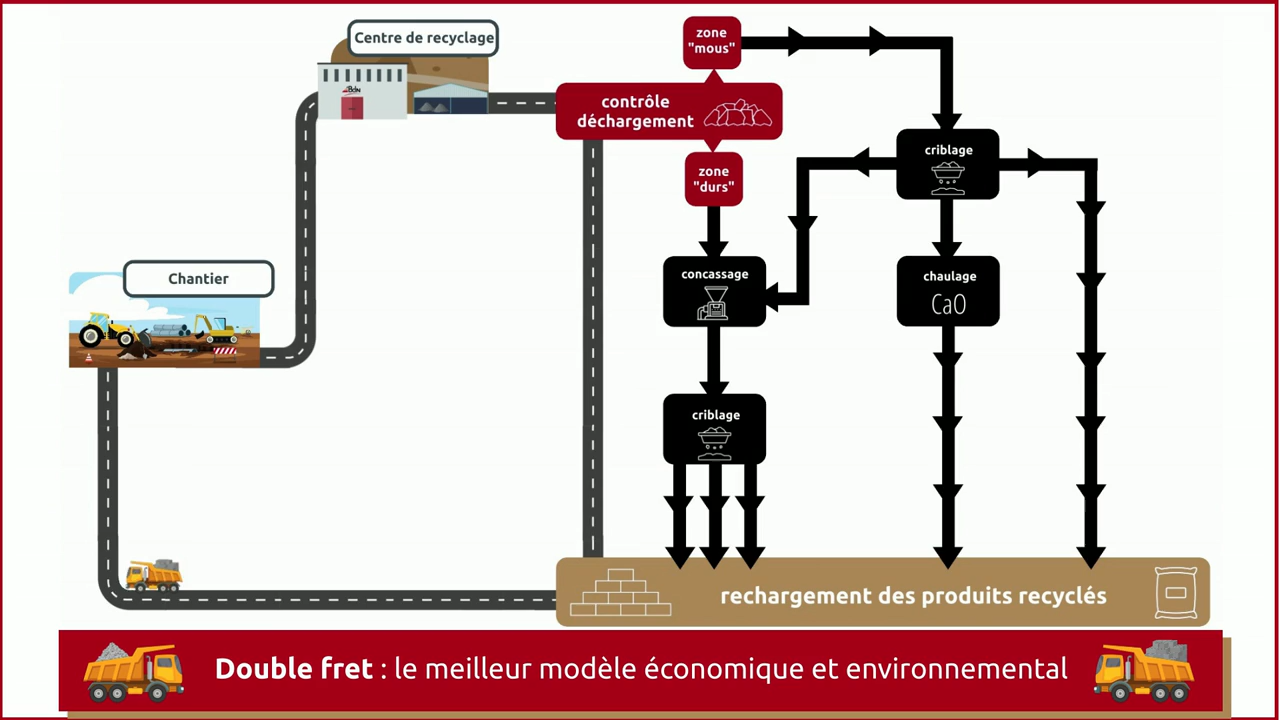 Centre de recyclage
BdN
zone
"mous"
contrôle
déchargement
zone
"durs"
criblage
Chantier
concassage
chaulage
CaO
criblage
rechargement des produits recyclés
Double fret : le meilleur modèle économique et environnemental